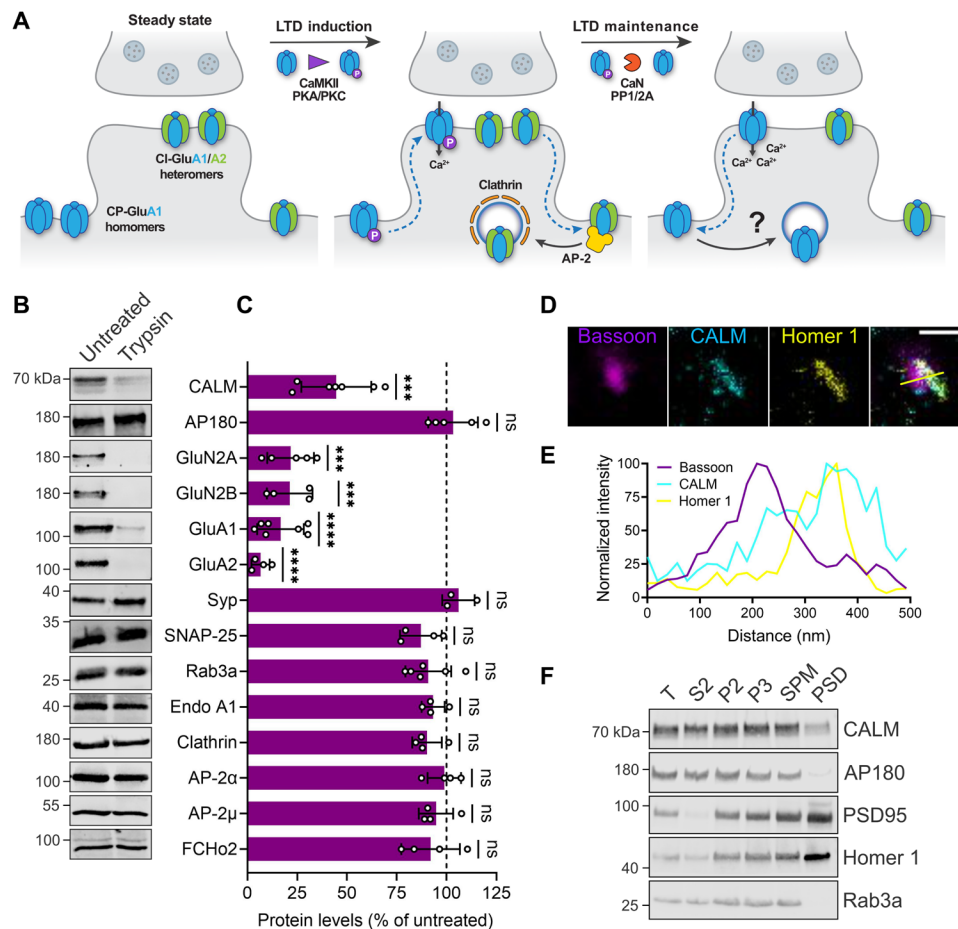 A
Steady state
LTD induction
LTD maintenance
P
CaMKII
PKA/PKC
P
CaN
PP1/2A
CI-GluA1/A2
heteromers
P
Ca²⁺
Ca²⁺
Ca²⁺ Ca²⁺
CP-GluA1
homomers
Clathrin
P
AP-2
?
B
Untreated
Trypsin
70 kDa
180
180
180
100
100
40
35
25
40
180
100
55
100
C
CALM
AP180
GluN2A
GluN2B
GluA1
GluA2
Syp
SNAP-25
Rab3a
Endo A1
Clathrin
AP-2α
AP-2μ
FCHo2
***
ns
***
***
****
****
ns
ns
ns
ns
ns
ns
ns
ns
0 25 50 75 100 125
Protein levels (% of untreated)
D
Bassoon
CALM
Homer 1
E
Normalized intensity
100
75
50
25
0
Bassoon
CALM
Homer 1
0 100 200 300 400 500
Distance (nm)
F
T S2 P2 P3 SPM PSD
70 kDa CALM
180 AP180
100 PSD95
40 Homer 1
25 Rab3a